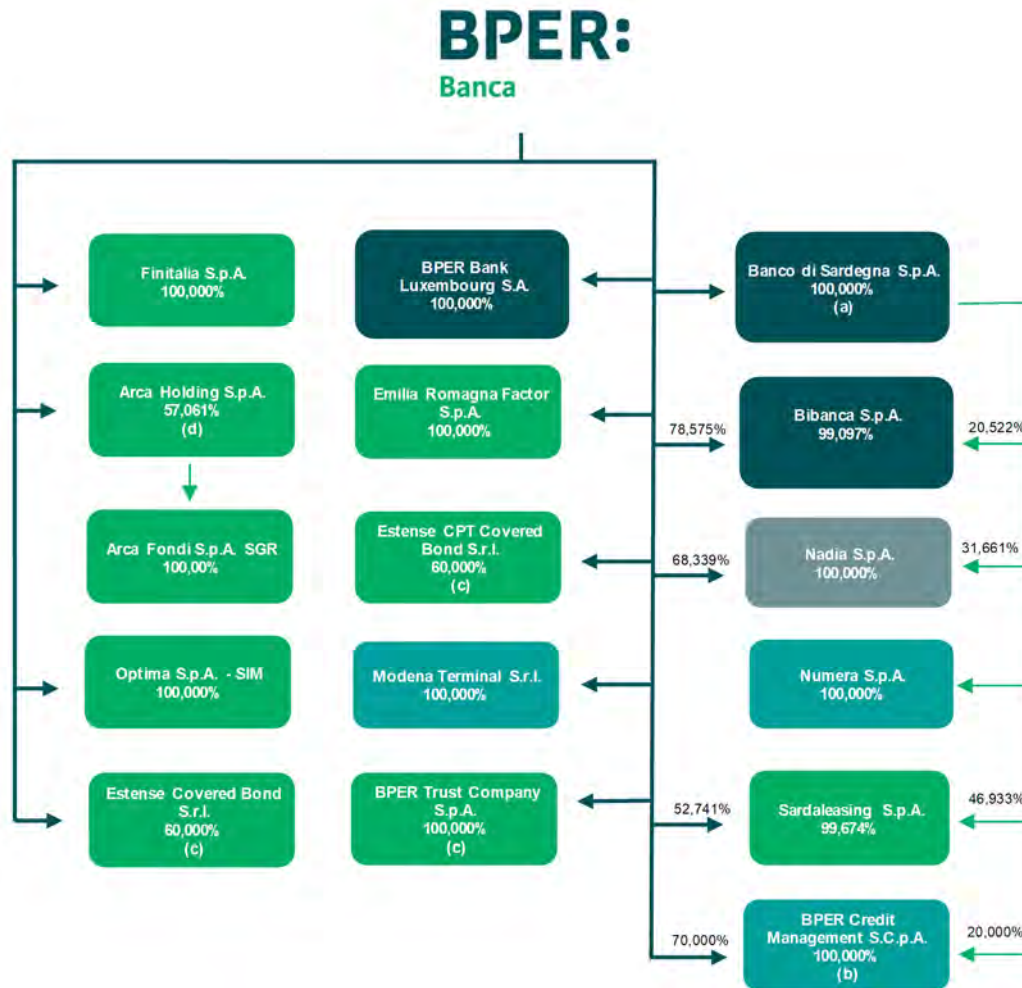 BPER:
Banca
Finitalia S.p.A.
100,000%
BPER Bank
Luxembourg S.A.
100,000%
Banco di Sardegna S.p.A.
100,000%
(a)
Arca Holding S.p.A.
57,061%
(d)
Emilia Romagna Factor
S.p.A.
100,000%
78,575%
Bibanca S.p.A.
99,097%
20,522%
Arca Fondi S.p.A. SGR
100,00%
Estense CPT Covered
Bond S.r.l.
60,000%
(c)
68,339%
Nadia S.p.A.
100,000%
31,661%
Optima S.p.A. - SIM
100,000%
Modena Terminal S.r.l.
100,000%
Numera S.p.A.
100,000%
Estense Covered Bond
S.r.l.
60,000%
(c)
BPER Trust Company
S.p.A.
100,000%
(c)
52,741%
Sardaleasing S.p.A.
99,674%
46,933%
70,000%
BPER Credit
Management S.C.p.A.
100,000%
(b)
20,000%